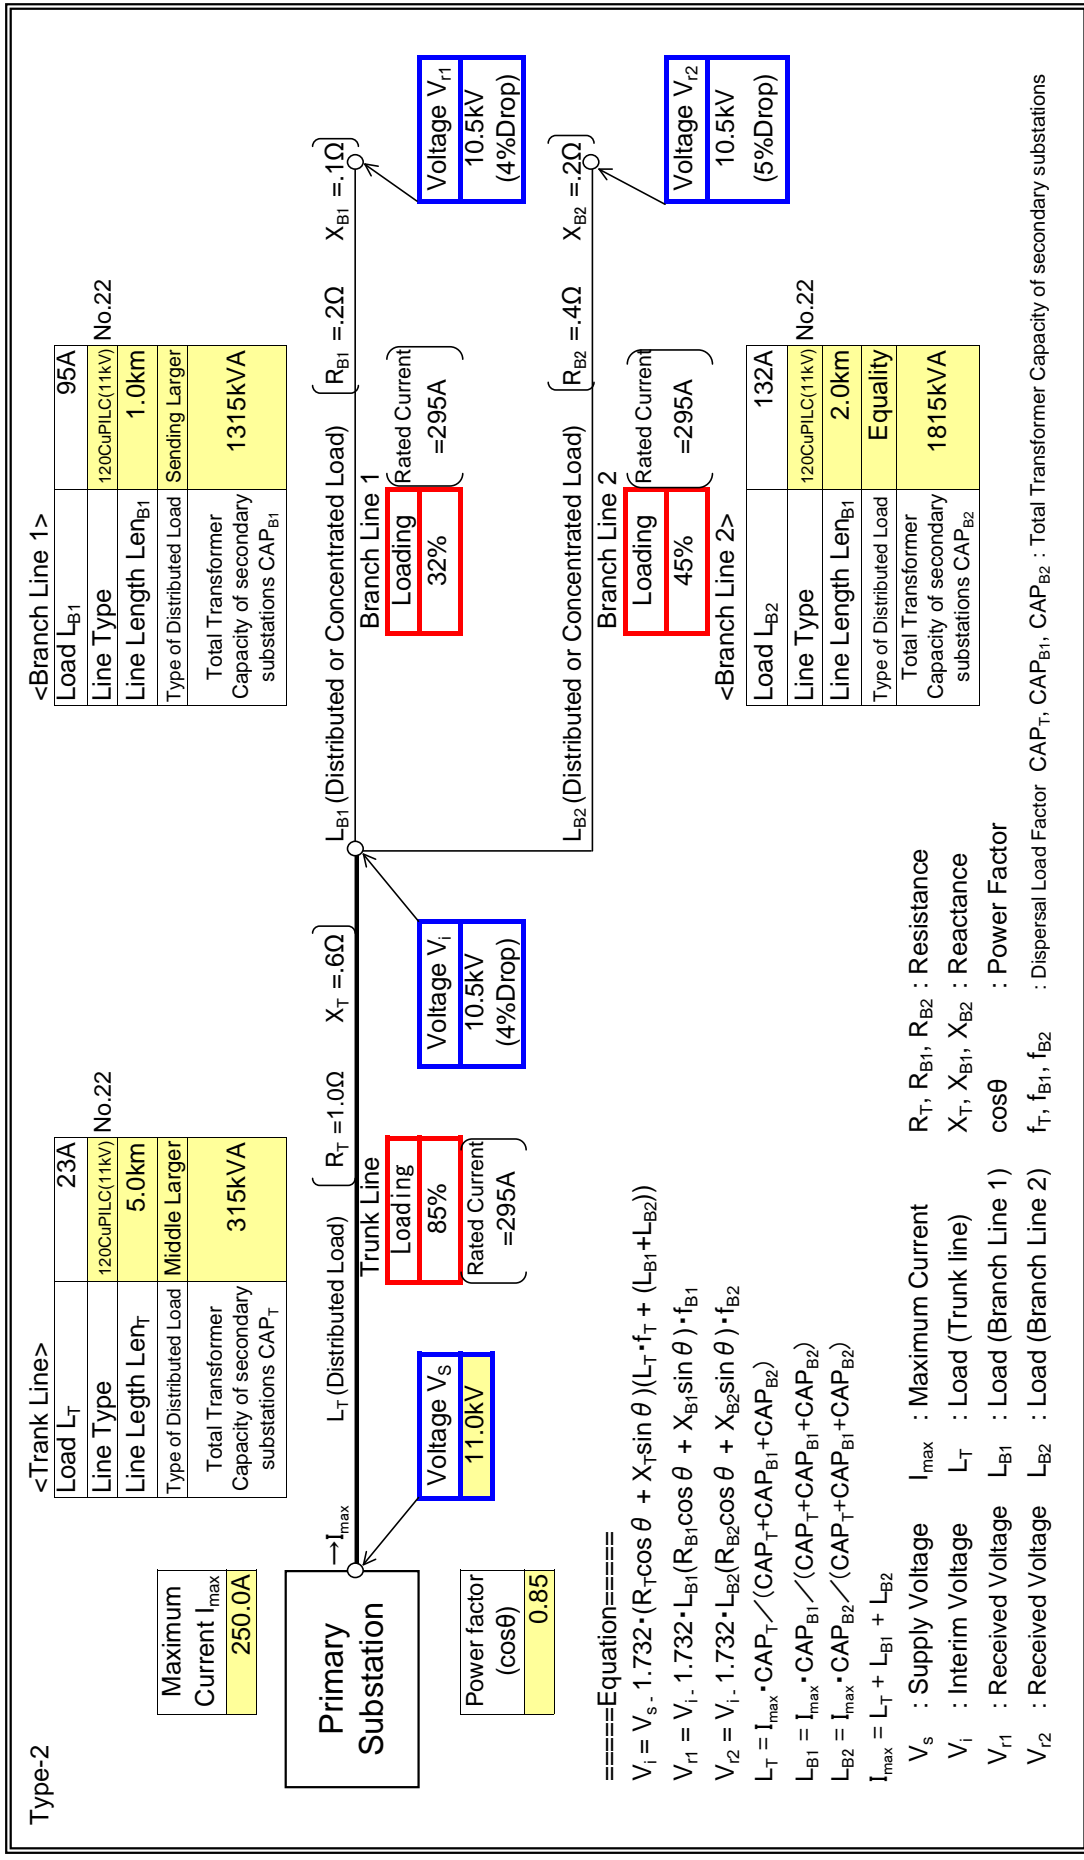 Type-2
Maximum
Current Imax
250.0A
Primary
Substation
→Imax
Power factor
(cosθ)
0.85
<Trank Line>
Load LT 23A
Line Type 120CuPILC(11kV) No.22
Line Legth LenT 5.0km
Type of Distributed Load Middle Larger
Total Transformer
Capacity of secondary
substations CAPT
315kVA
LT (Distributed Load) RT =1.0Ω XT =.6Ω
Trunk Line
Loading
85%
Rated Current
=295A
Voltage VS
11.0kV
Voltage Vi
10.5kV
(4%Drop)
<Branch Line 1>
Load LB1 95A
Line Type 120CuPILC(11kV) No.22
Line Length LenB1 1.0km
Type of Distributed Load Sending Larger
Total Transformer
Capacity of secondary
substations CAPB1
1315kVA
LB1 (Distributed or Concentrated Load) RB1 =.2Ω XB1 =.1Ω
Branch Line 1
Loading
32%
Rated Current
=295A
Voltage Vr1
10.5kV
(4%Drop)
LB2 (Distributed or Concentrated Load) RB2 =.4Ω XB2 =.2Ω
Branch Line 2
Loading
45%
Rated Current
=295A
Voltage Vr2
10.5kV
(5%Drop)
<Branch Line 2>
Load LB2 132A
Line Type 120CuPILC(11kV) No.22
Line Length LenB1 2.0km
Type of Distributed Load Equality
Total Transformer
Capacity of secondary
substations CAPB2
1815kVA
=====Equation=====
Vi = Vs - 1.732・(RTcos θ + XTsin θ)(LT・fT + (LB1+LB2))
Vr1 = Vi - 1.732・LB1(RB1cos θ + XB1sin θ)・fB1
Vr2 = Vi - 1.732・LB2(RB2cos θ + XB2sin θ)・fB2
LT = Imax・CAPT／(CAPT+CAPB1+CAPB2)
LB1 = Imax・CAPB1／(CAPT+CAPB1+CAPB2)
LB2 = Imax・CAPB2／(CAPT+CAPB1+CAPB2)
Imax = LT + LB1 + LB2
Vs : Supply Voltage Imax : Maximum Current RT, RB1, RB2 : Resistance
Vi : Interim Voltage LT : Load (Trunk line) XT, XB1, XB2 : Reactance
Vr1 : Received Voltage LB1 : Load (Branch Line 1) cosθ : Power Factor
Vr2 : Received Voltage LB2 : Load (Branch Line 2) fT, fB1, fB2 : Dispersal Load Factor CAPT, CAPB1, CAPB2 : Total Transformer Capacity of secondary substations